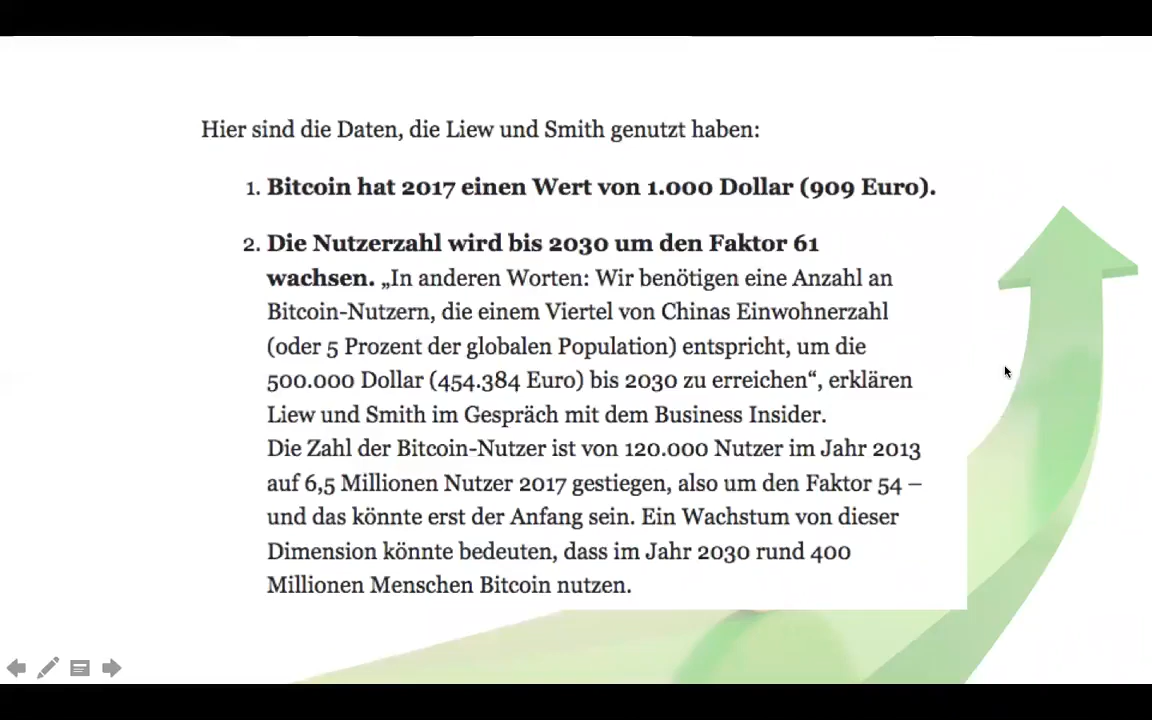 Hier sind die Daten, die Liew und Smith genutzt haben:
1. Bitcoin hat 2017 einen Wert von 1.000 Dollar (909 Euro).
2. Die Nutzerzahl wird bis 2030 um den Faktor 61
wachsen. „In anderen Worten: Wir benötigen eine Anzahl an
Bitcoin-Nutzern, die einem Viertel von Chinas Einwohnerzahl
(oder 5 Prozent der globalen Population) entspricht, um die
500.000 Dollar (454.384 Euro) bis 2030 zu erreichen“, erklären
Liew und Smith im Gespräch mit dem Business Insider.
Die Zahl der Bitcoin-Nutzer ist von 120.000 Nutzer im Jahr 2013
auf 6,5 Millionen Nutzer 2017 gestiegen, also um den Faktor 54 –
und das könnte erst der Anfang sein. Ein Wachstum von dieser
Dimension könnte bedeuten, dass im Jahr 2030 rund 400
Millionen Menschen Bitcoin nutzen.